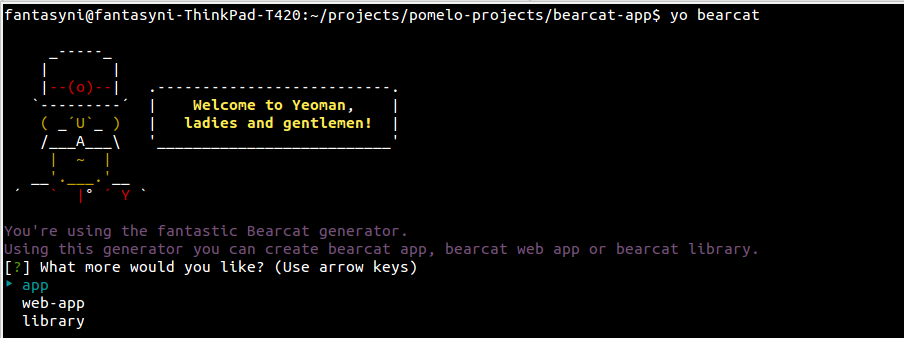 fantasyni@fantasyni-ThinkPad-T420:~/projects/pomelo-projects/bearcat-app$ yo bearcat
     _-----_
    |       |
    |--(o)--|   .--------------------------.
   `---------´  |    Welcome to Yeoman,    |
    ( _´U`_ )   |   ladies and gentlemen!  |
    /___A___\   '__________________________'
     |  ~  |
   __'.___.'__
 ´   `  |° ´ Y `
You're using the fantastic Bearcat generator.
Using this generator you can create bearcat app, bearcat web app or bearcat library.
[?] What more would you like? (Use arrow keys)
‣ app
  web-app
  library